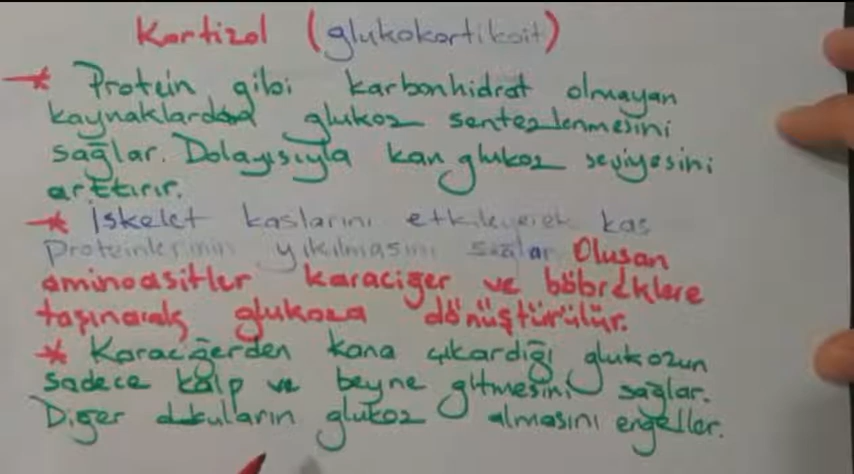 Kortizol (glukokortikoit)
* Protein gibi karbonhidrat olmayan
kaynaklardan glukoz sentezlenmesini
sağlar. Dolayısıyla kan glukoz seviyesini
arttırır.
* İskelet kaslarını etkileyerek kas
proteinlerinin yıkılmasını sağlar Oluşan
aminoasitler karaciğer ve böbreklere
taşınarak glukoza dönüştürülür.
* Karaciğerden kana çıkardığı glukozun
sadece kalp ve beyne gitmesini sağlar.
Diğer dokuların glukoz almasını engeller.